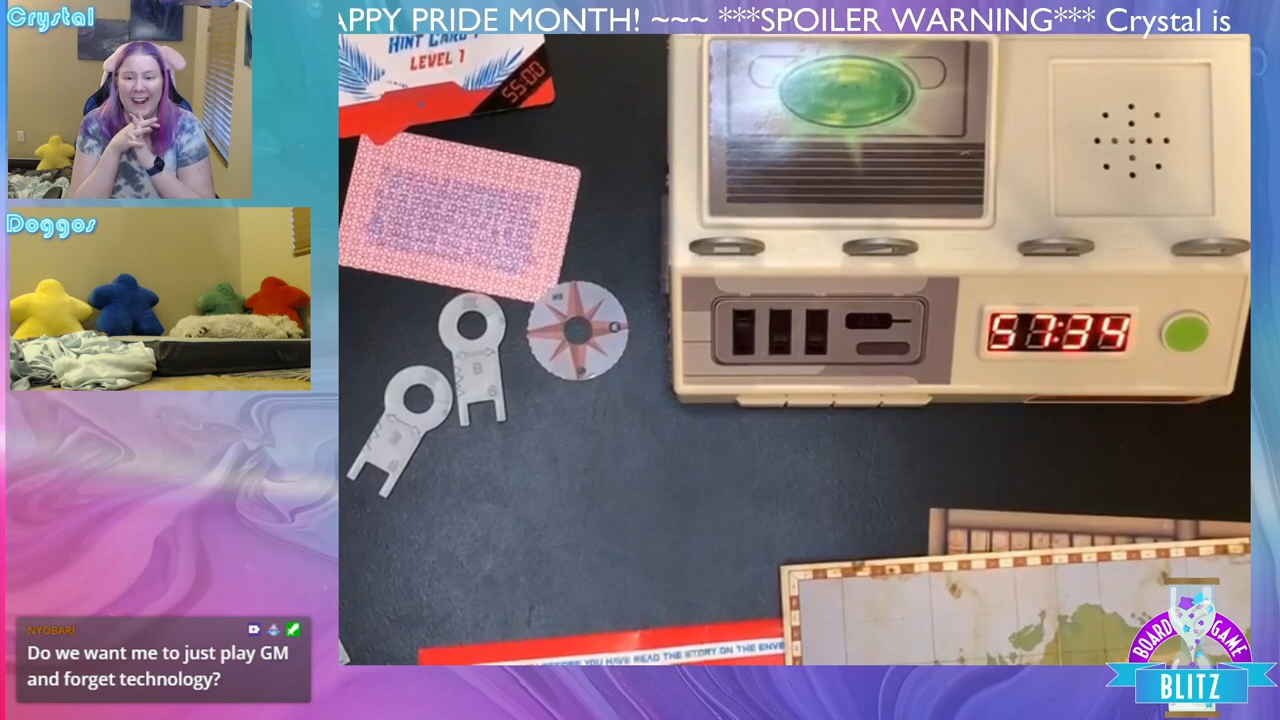 Crystal
APPY PRIDE MONTH! ~~~ ***SPOILER WARNING*** Crystal is
HINT CARD
LEVEL 1
55:00
Doggos
57:34
NYOBARI
Do we want me to just play GM
and forget technology?
BEFORE YOU HAVE READ THE STORY ON THE ENVE
BOARD GAME
BLITZ